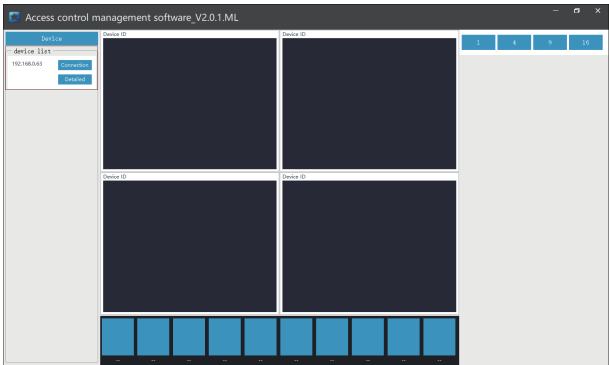 Access control management software_V2.0.1.ML
Device
device list
192.168.0.63
Connection
Detailed
Device ID
Device ID
Device ID
Device ID
1
4
9
16
-- -- -- -- -- -- -- -- -- --